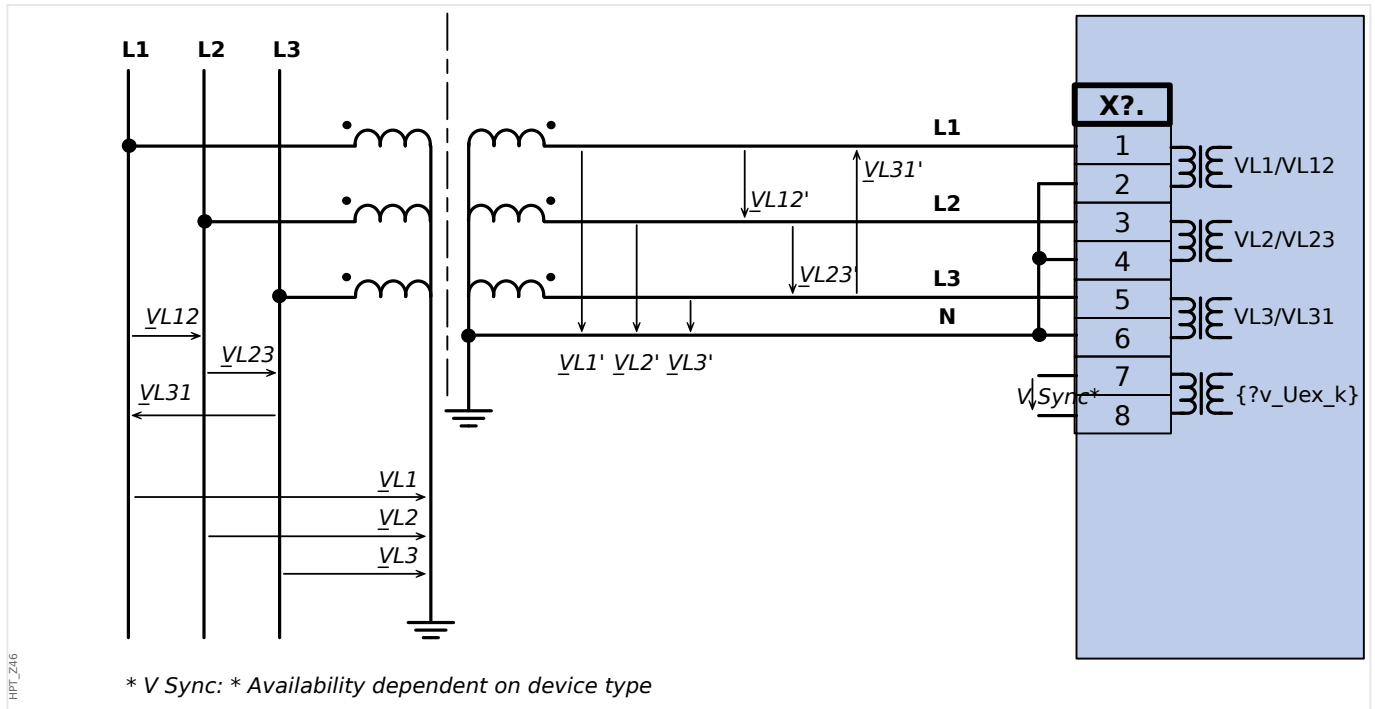 L1 L2 L3
X?.
L1
1
VL31'
VL1/VL12
2
VL12'
L2
3
VL2/VL23
4
VL23'
L3
5
VL12
N
VL3/VL31
6
VL23
VL1' VL2' VL3'
7
VL31
V Sync*
{?v_Uex_k}
8
VL1
VL2
VL3
HPT_Z46
* V Sync: * Availability dependent on device type